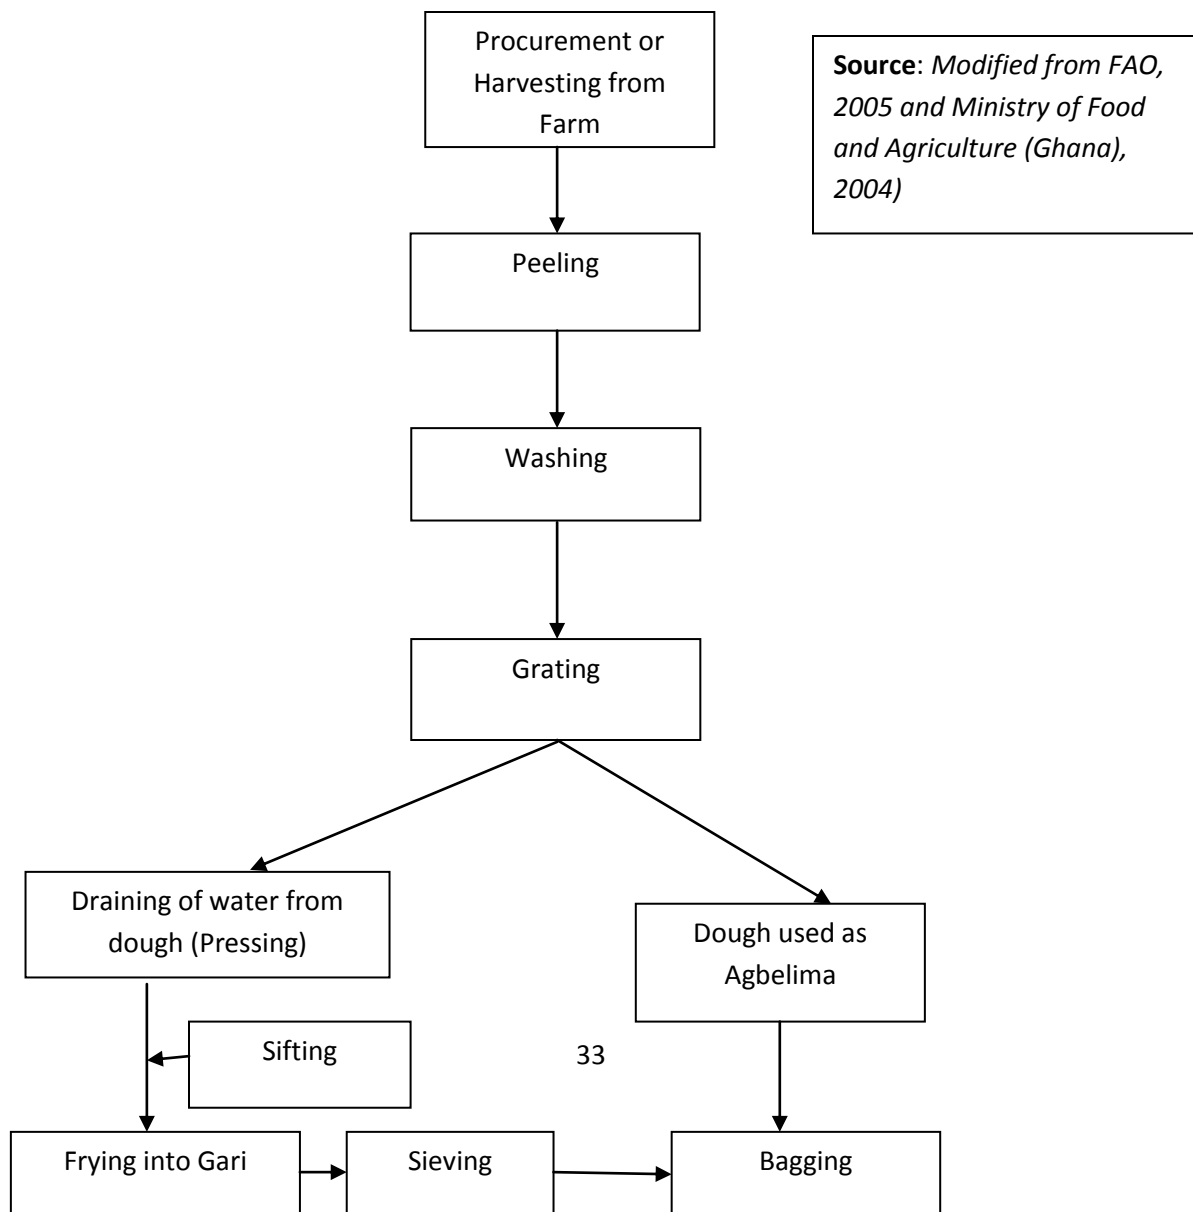 Procurement or
Harvesting from
Farm
Source: Modified from FAO,
2005 and Ministry of Food
and Agriculture (Ghana),
2004)
Peeling
Washing
Grating
Draining of water from
dough (Pressing)
Dough used as
Agbelima
Sifting
33
Frying into Gari
Sieving
Bagging